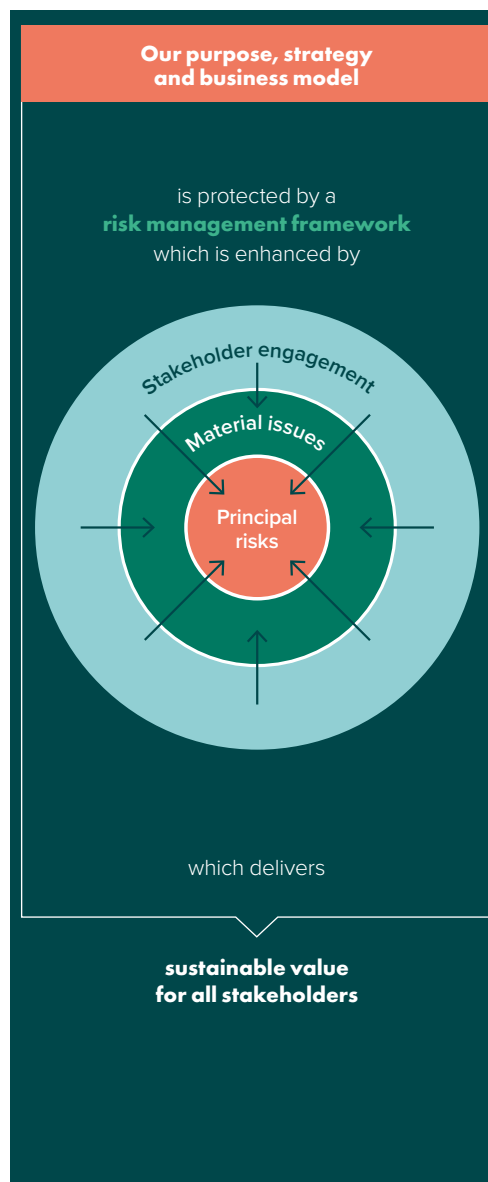 Our purpose, strategy
and business model
is protected by a
risk management framework
which is enhanced by
Stakeholder engagement
Material issues
Principal
risks
which delivers
sustainable value
for all stakeholders